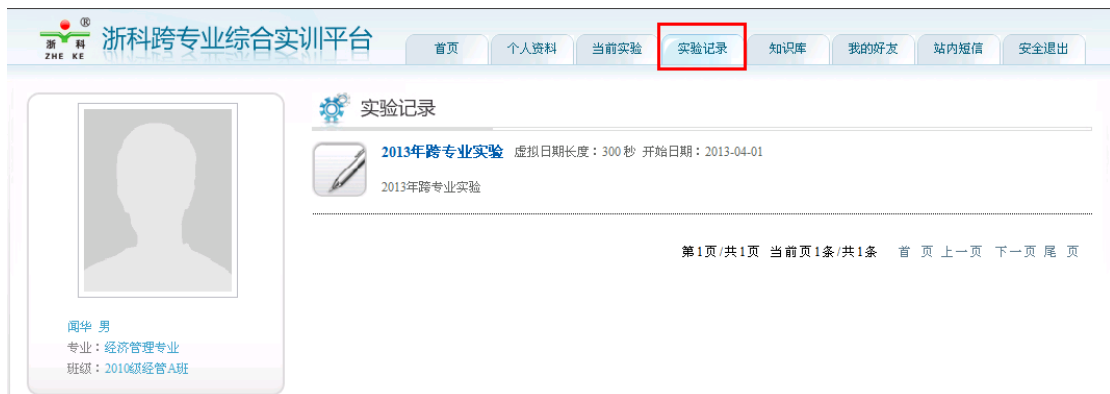 浙科
ZHE KE
®
浙科跨专业综合实训平台
首页 个人资料 当前实验 实验记录 知识库 我的好友 站内短信 安全退出
实验记录
2013年跨专业实验 虚拟日期长度：300秒 开始日期：2013-04-01
2013年跨专业实验
第1页/共1页 当前页1条/共1条 首 页 上一页 下一页 尾 页
闻华 男
专业：经济管理专业
班级：2010级经管A班